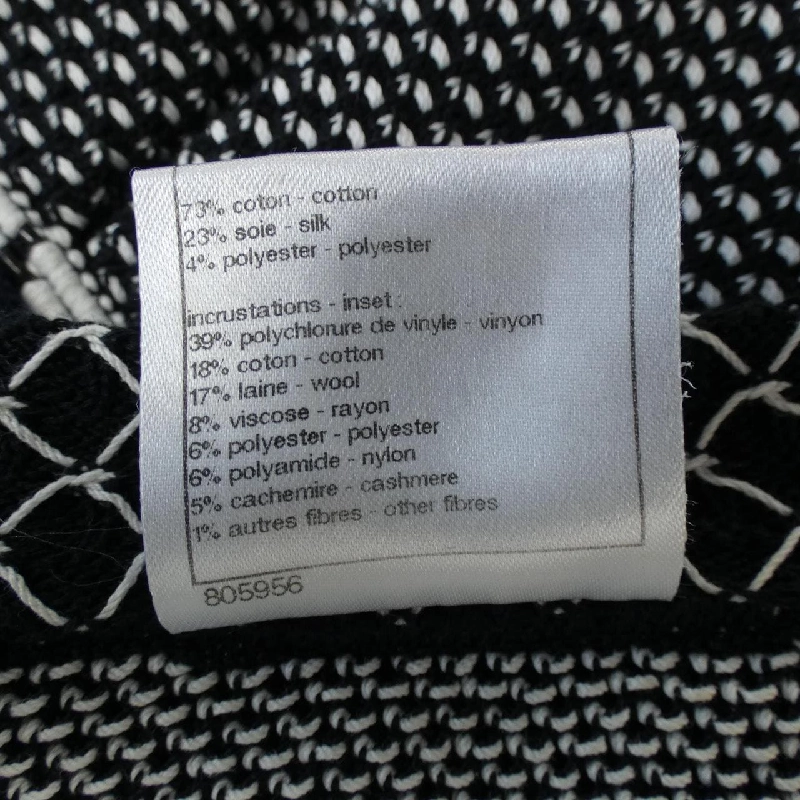 73% coton - cotton
23% soie - silk
4% polyester - polyester
incrustations - inset :
39% polychlorure de vinyle - vinyon
18% coton - cotton
17% laine - wool
8% viscose - rayon
6% polyester - polyester
6% polyamide - nylon
5% cachemire - cashmere
1% autres fibres - other fibres
805956